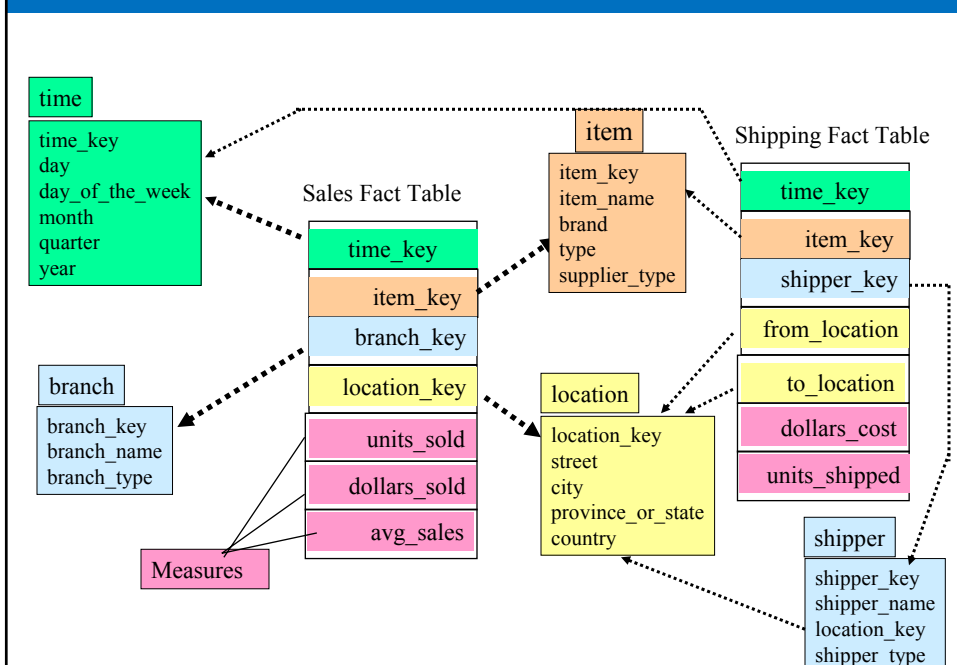 time
time_key
day
day_of_the_week
month
quarter
year
Sales Fact Table
time_key
item_key
branch_key
location_key
units_sold
dollars_sold
avg_sales
Measures
branch
branch_key
branch_name
branch_type
item
item_key
item_name
brand
type
supplier_type
location
location_key
street
city
province_or_state
country
Shipping Fact Table
time_key
item_key
shipper_key
from_location
to_location
dollars_cost
units_shipped
shipper
shipper_key
shipper_name
location_key
shipper_type